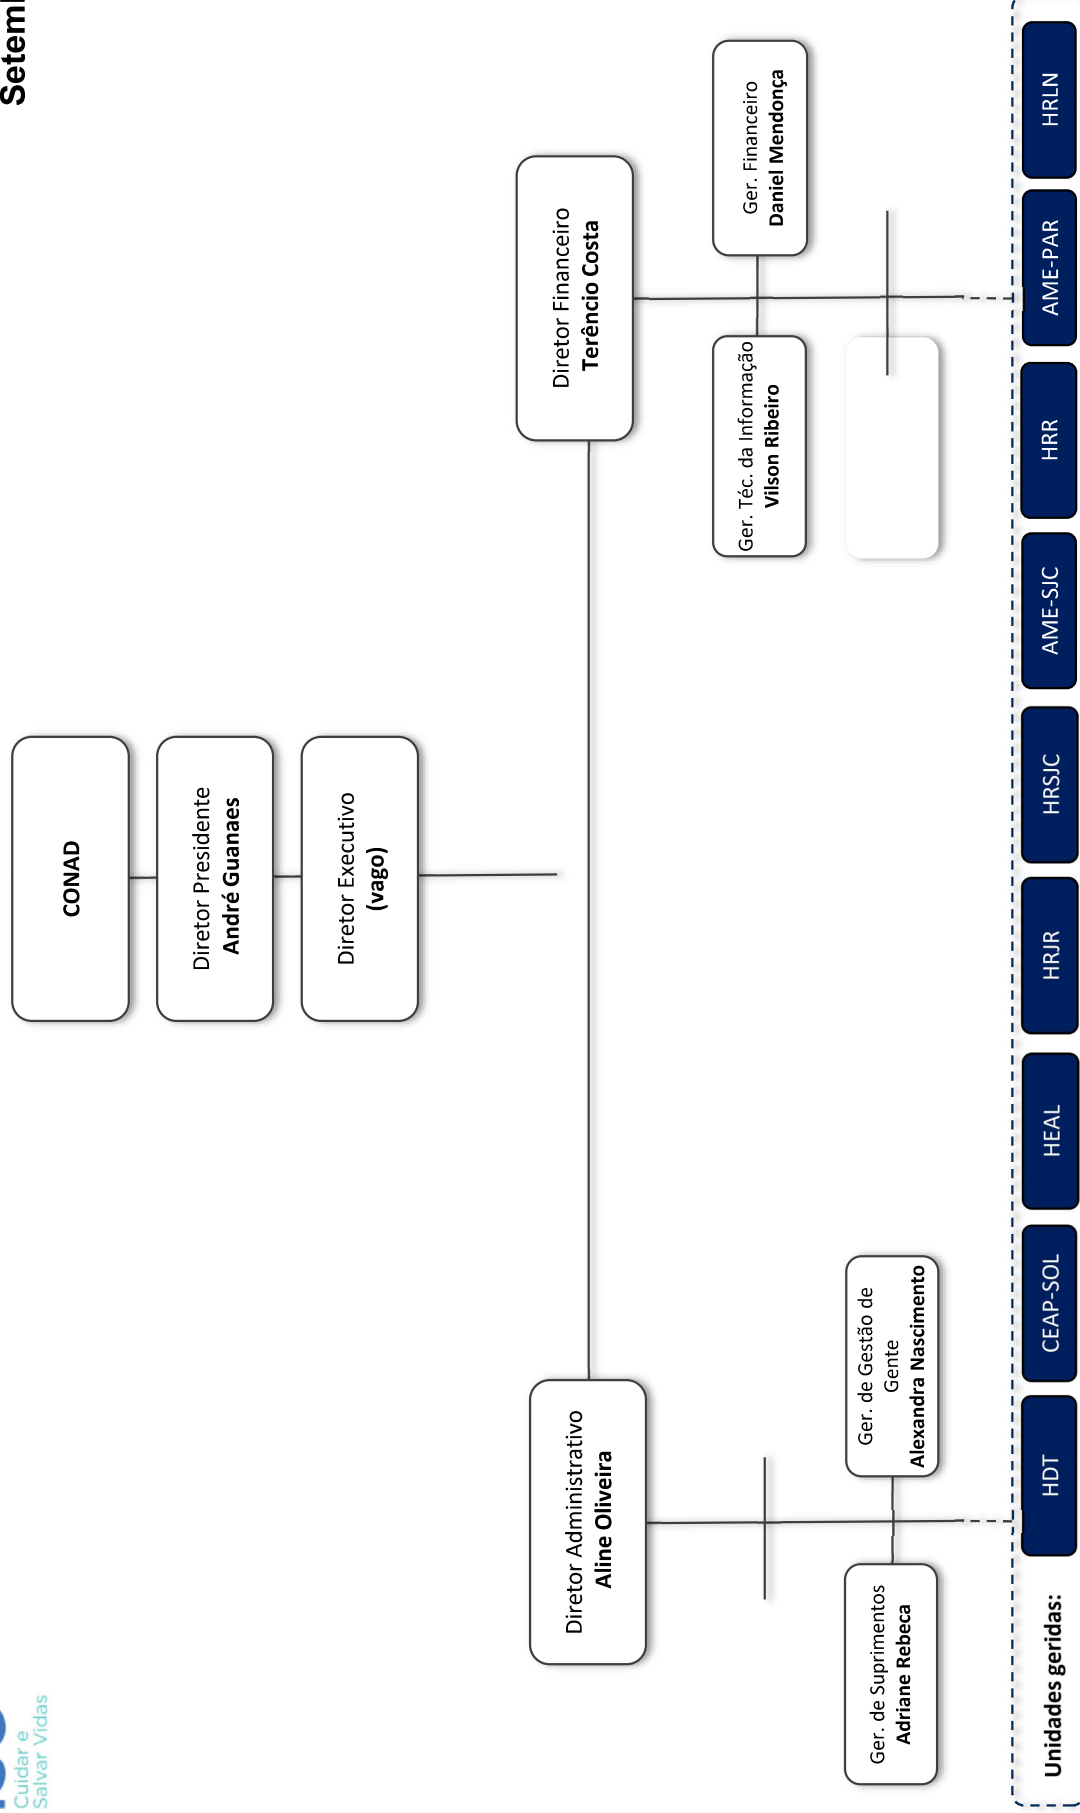 Cuidar e
Salvar Vidas
CONAD
Diretor Presidente
André Guanaes
Diretor Executivo
(vago)
Diretor Administrativo
Aline Oliveira
Diretor Financeiro
Terêncio Costa
Ger. Téc. da Informação
Vilson Ribeiro
Ger. Financeiro
Daniel Mendonça
Ger. de Suprimentos
Adriane Rebeca
Ger. de Gestão de
Gente
Alexandra Nascimento
Unidades geridas:
HDT
CEAP-SOL
HEAL
HRJR
HRSJC
AME-SJC
HRR
AME-PAR
HRLN